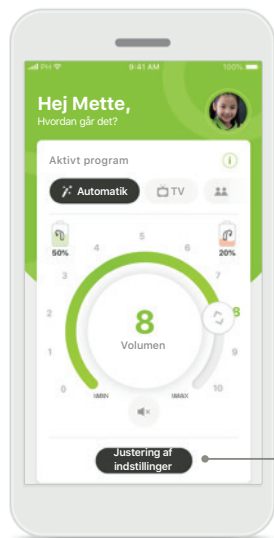 PH
9:41 AM
100%
Hej Mette,
Hvordan går det?
Aktivt program
i
Automatik
TV
50%
20%
0
1
2
3
4
5
6
7
8
9
10
8
Volumen
MIN
MAX
Justering af
indstillinger